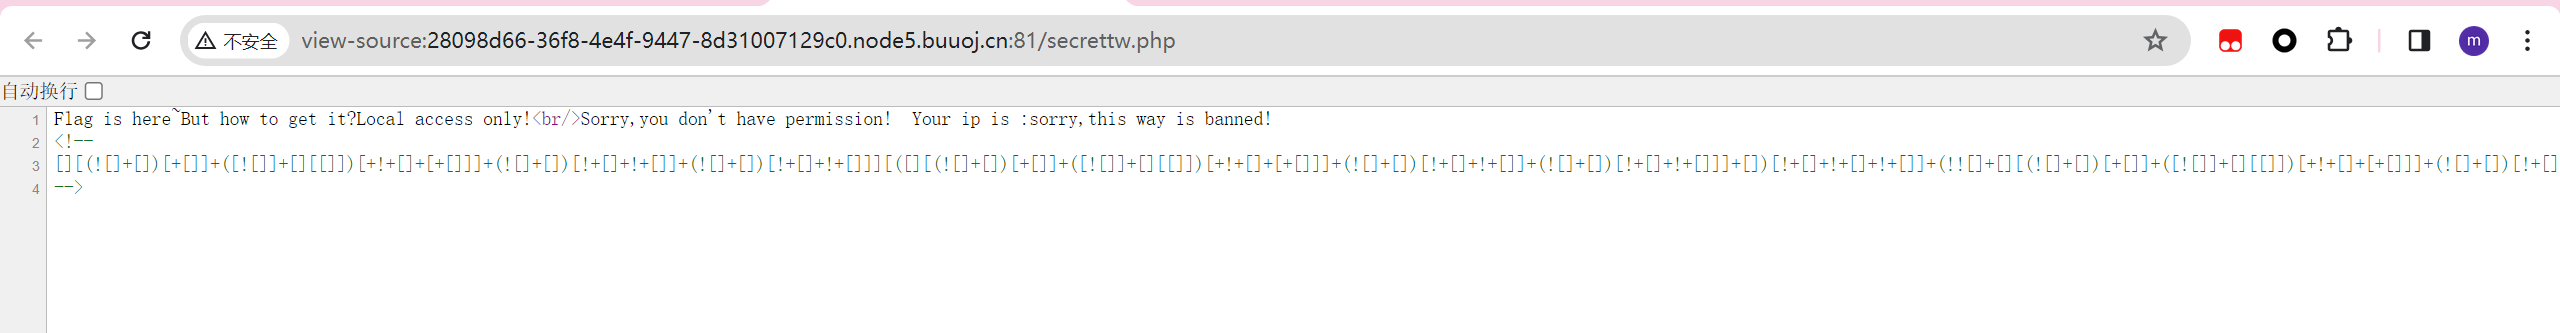 不安全 view-source:28098d66-36f8-4e4f-9447-8d31007129c0.node5.buuoj.cn:81/secrettw.php
m
自动换行
1 Flag is here~But how to get it?Local access only!<br/>Sorry,you don't have permission!  Your ip is :sorry,this way is banned!
2 <!--
3 [][(![]+[])[+[]]+([![]]+[][[]])[+!+[]+[+[]]]+(![]+[])[!+[]+!+[]]+(![]+[])[!+[]+!+[]]][([][(![]+[])[+[]]+([![]]+[][[]])[+!+[]+[+[]]]+(![]+[])[!+[]+!+[]]+(![]+[])[!+[]+!+[]]]+[])[!+[]+!+[]+!+[]]+(!![]+[][(![]+[])[+[]]+([![]]+[][[]])[+!+[]+[+[]]]+(![]+[])[!+[]
4 -->